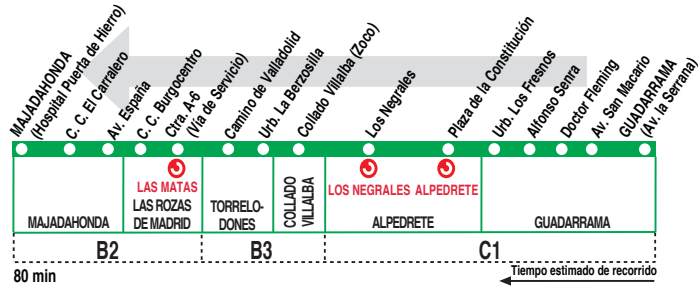 MAJADAHONDA
(Hospital Puerta de Hierro)
C. C. El Carralero
Av. España
C. C. Burgocentro
Ctra. A-6
(Vía de Servicio)
Camino de Valladolid
Urb. La Berzosilla
Collado Villalba (Zoco)
Los Negrales
Plaza de la Constitución
Urb. Los Fresnos
Alfonso Senra
Doctor Fleming
Av. San Macario
GUADARRAMA
(Av. la Serrana)
LAS MATAS
LOS NEGRALES
ALPEDRETE
MAJADAHONDA
LAS ROZAS
DE MADRID
TORRELO-
DONES
COLLADO
VILLALBA
ALPEDRETE
GUADARRAMA
B2
B3
C1
80 min
Tiempo estimado de recorrido